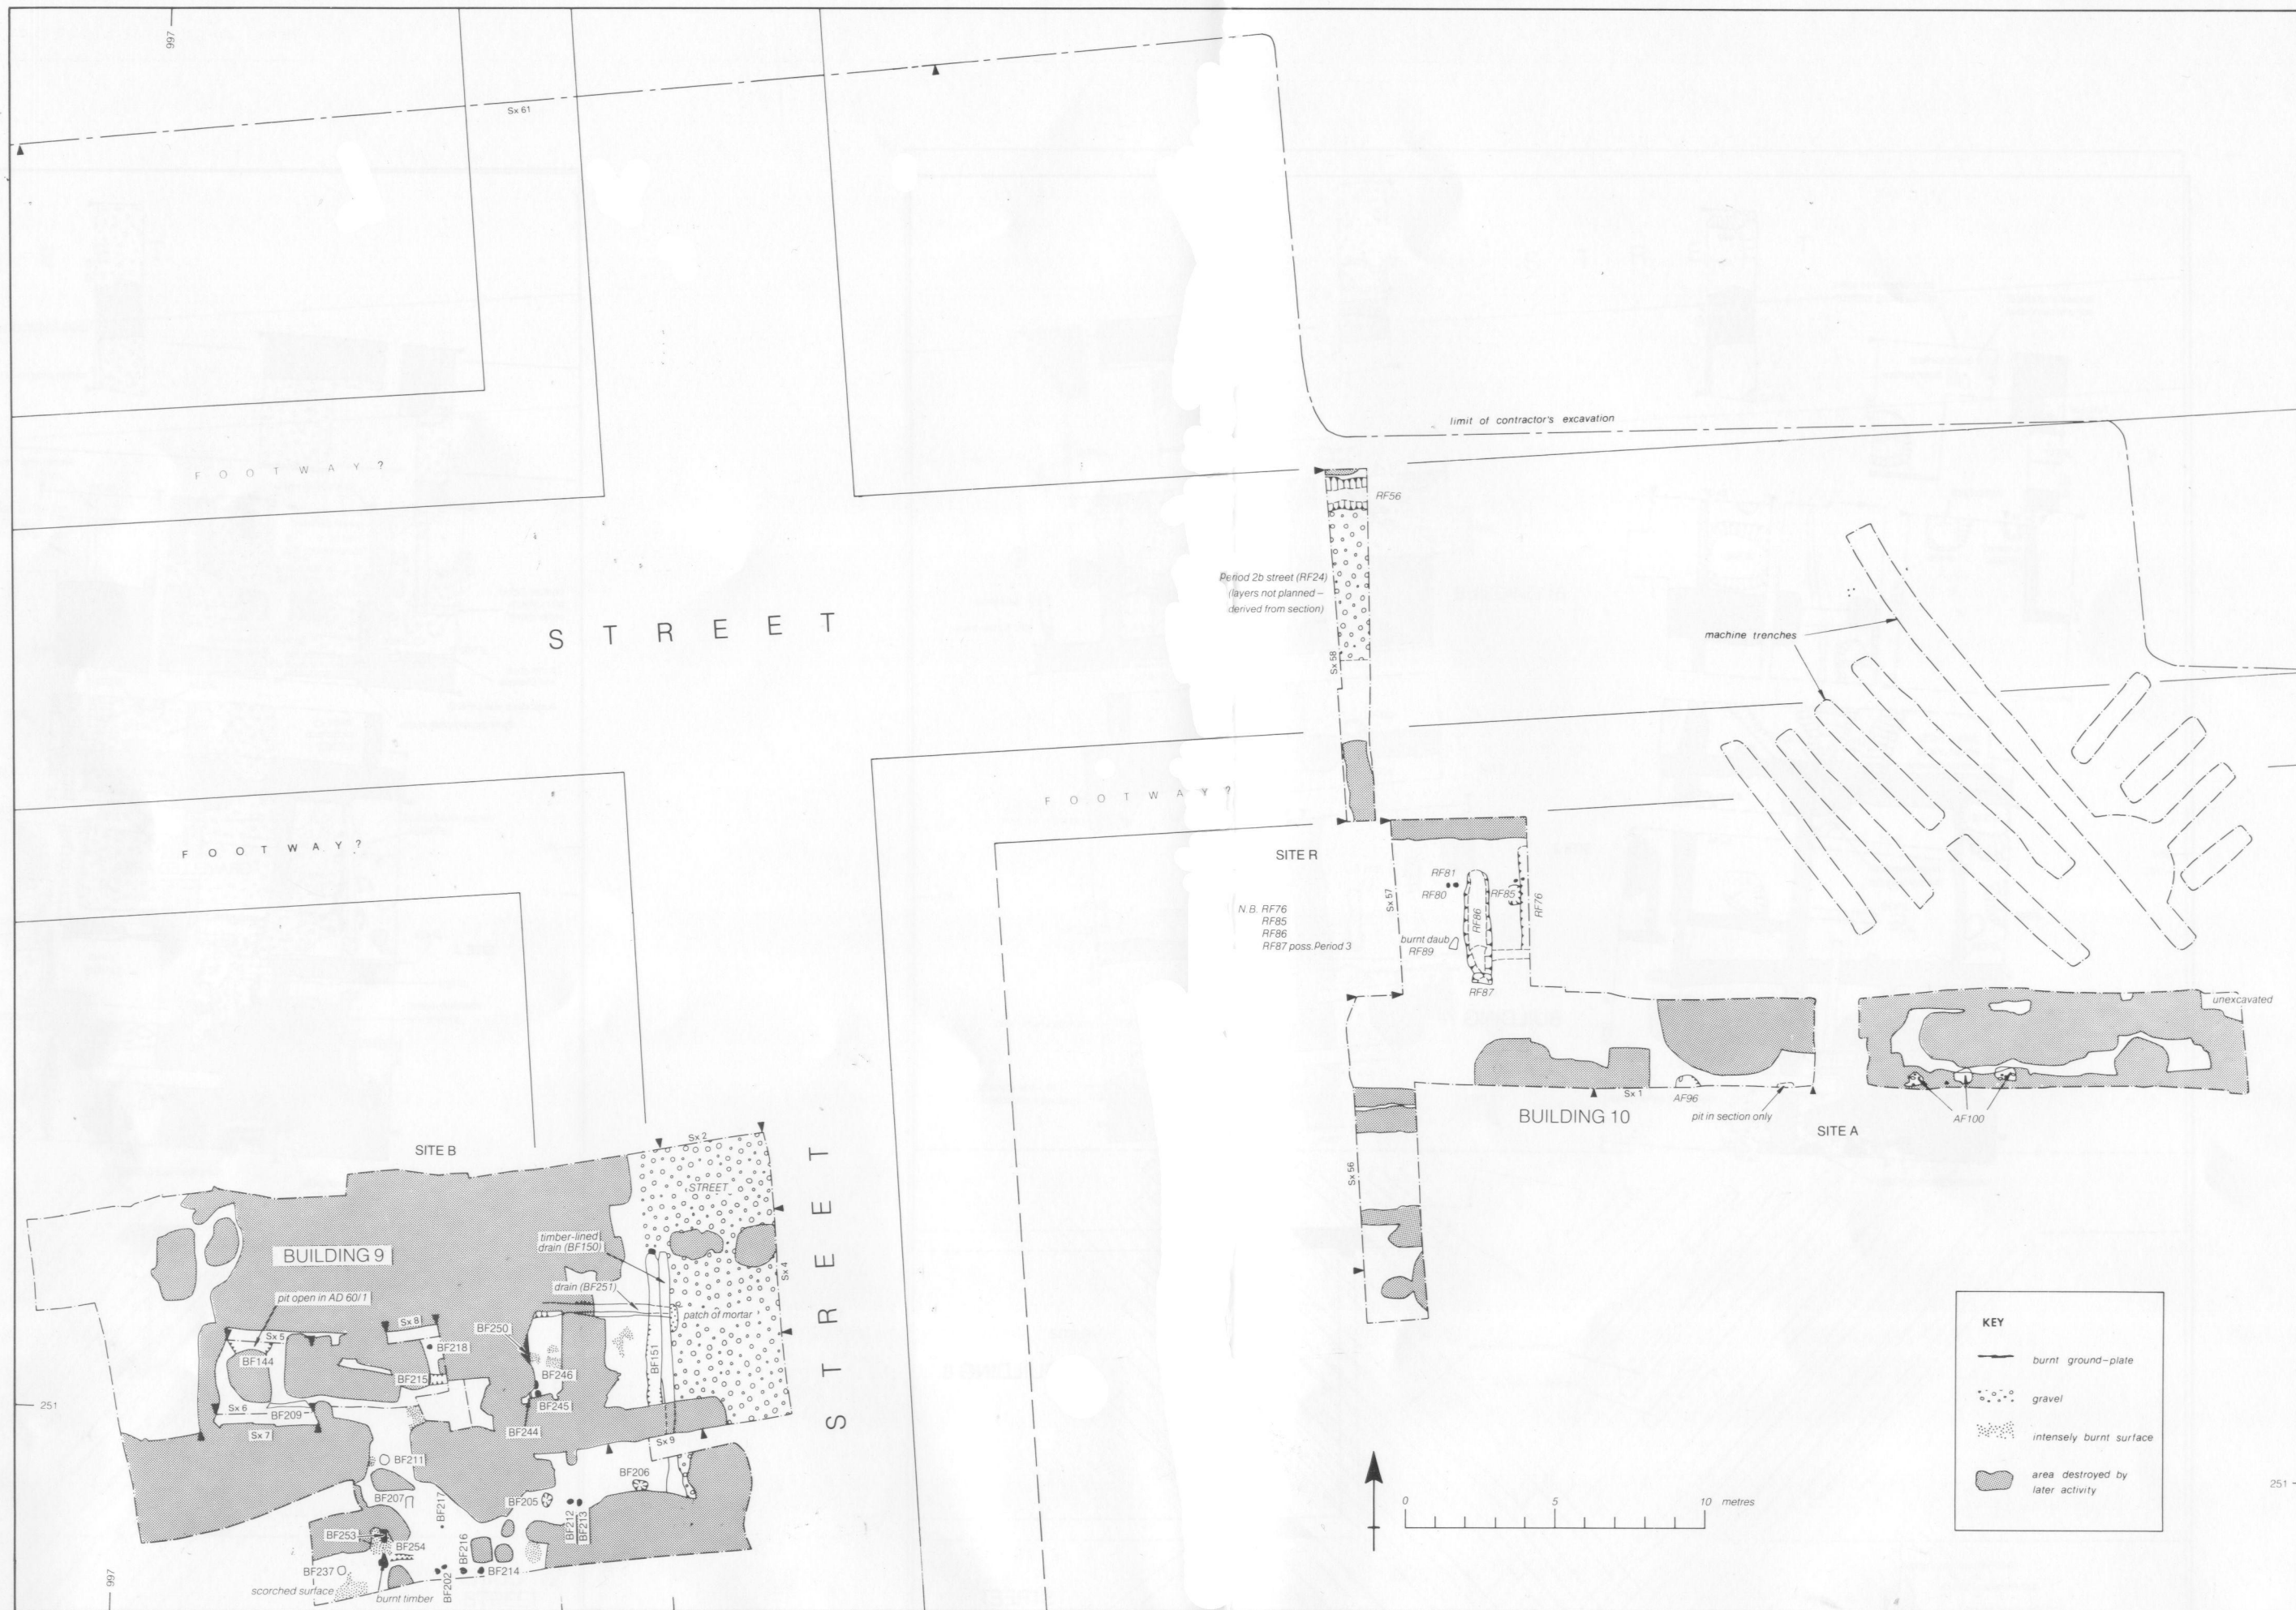 997
Sx 61
limit of contractor's excavation
FOOTWAY?
RF56
Period 2b street (RF24)
(layers not planned –
derived from section)
STREET
machine trenches
Sx 58
FOOTWAY?
FOOTWAY?
SITE R
RF81
RF80
RF85
RF86
RF76
Sx 57
N.B. RF76
RF85
RF86
RF87 poss. Period 3
burnt daub
RF89
RF87
unexcavated
Sx 1
AF96
BUILDING 10
pit in section only
SITE A
AF100
Sx 56
SITE B
Sx 2
STREET
STREET
timber-lined
drain (BF150)
BUILDING 9
Sx 4
drain (BF251)
pit open in AD 60/1
patch of mortar
Sx 8
BF250
Sx 5
BF218
BF144
BF151
BF246
BF215
BF245
251
Sx 6
BF209
BF244
Sx 7
Sx 9
BF211
BF206
BF207
BF217
BF205
BF212
BF213
BF253
BF254
BF216
BF237
BF214
BF202
scorched surface
burnt timber
997
0 5 10 metres
KEY
burnt ground–plate
gravel
intensely burnt surface
area destroyed by
later activity
251